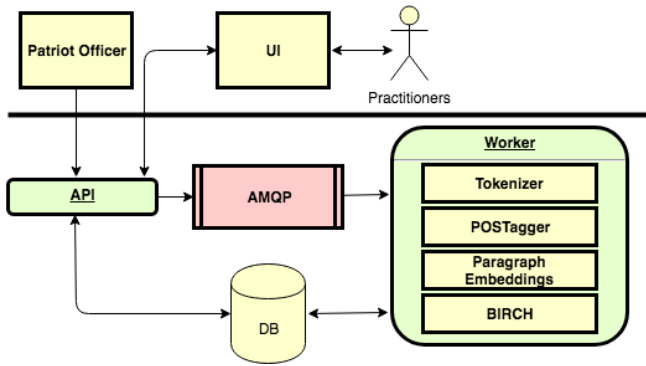 Patriot Officer
UI
Practitioners
API
AMQP
Worker
Tokenizer
POSTagger
Paragraph
Embeddings
BIRCH
DB